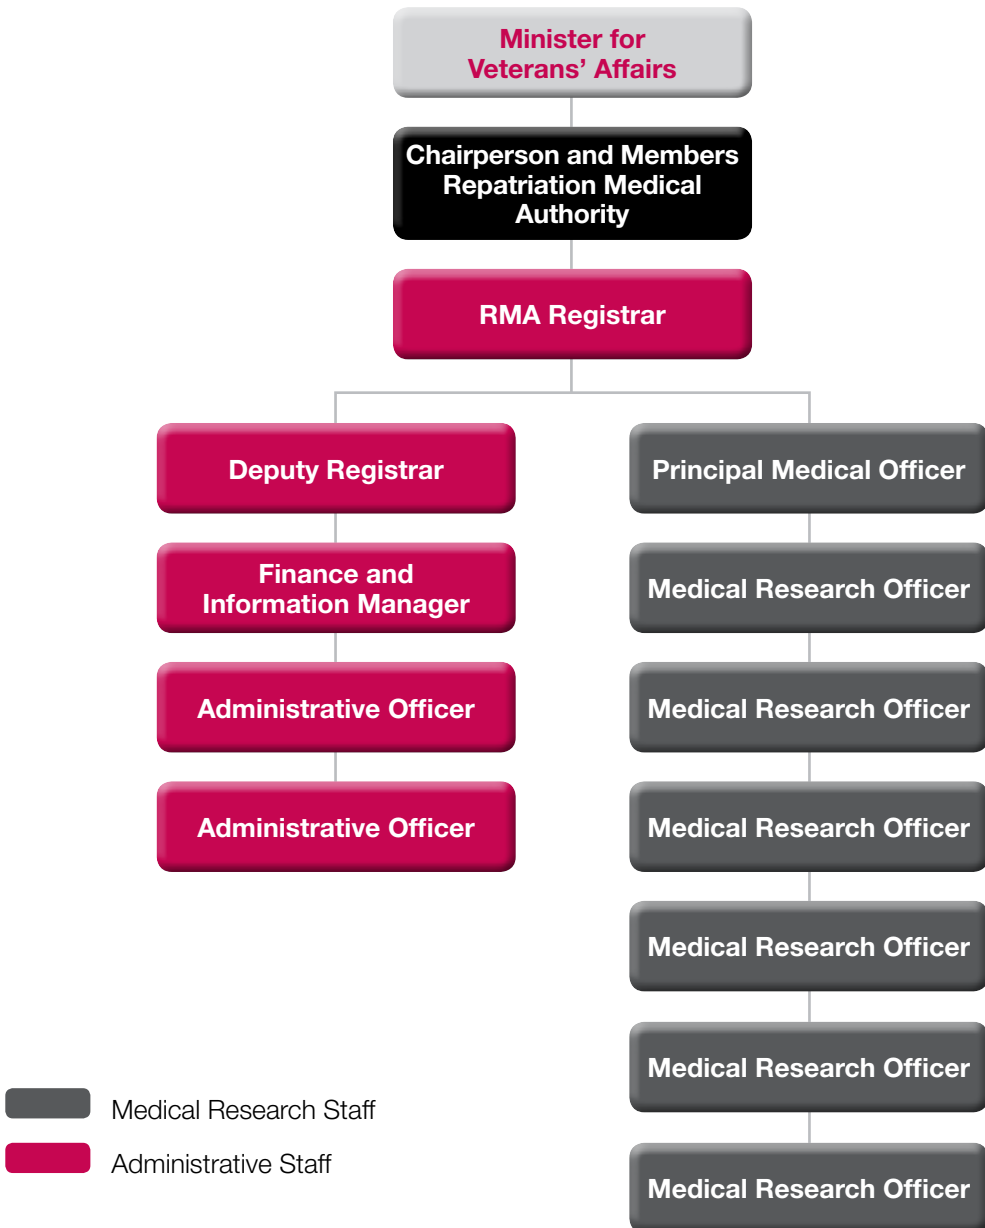 Minister for
Veterans’ Affairs
Chairperson and Members
Repatriation Medical
Authority
RMA Registrar
Deputy Registrar
Principal Medical Officer
Finance and
Information Manager
Medical Research Officer
Administrative Officer
Medical Research Officer
Administrative Officer
Medical Research Officer
Medical Research Officer
Medical Research Officer
Medical Research Officer
Medical Research Staff
Administrative Staff